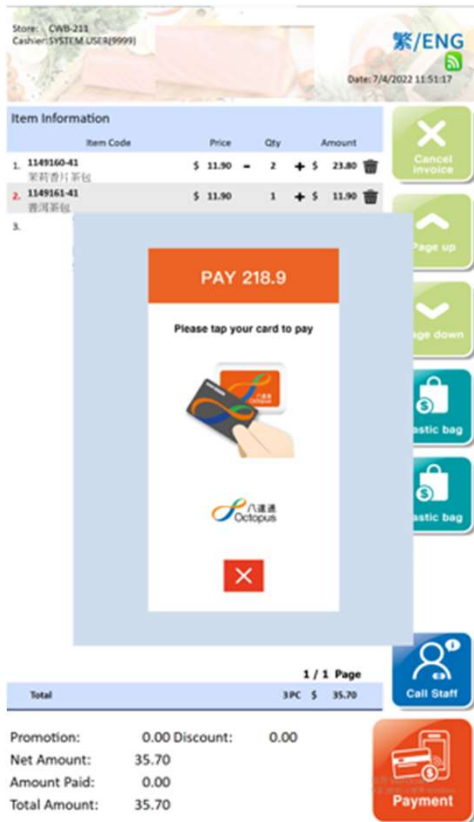 Store: CWB-211
Cashier: SYSTEM USER(9999)
繁/ENG
Date: 7/4/2022 11:51:17
Item Information
Item Code Price Qty Amount
1. 1149160-41 $ 11.90 - 2 + $ 23.80
茉莉香片茶包
2. 1149161-41 $ 11.90 1 + $ 11.90
普洱茶包
3.
Cancel Invoice
Page up
age down
astic bag
astic bag
PAY 218.9
Please tap your card to pay
八達通
Octopus
1 / 1 Page
Total 3PC $ 35.70
Call Staff
Promotion: 0.00 Discount: 0.00
Net Amount: 35.70
Amount Paid: 0.00
Total Amount: 35.70
Payment